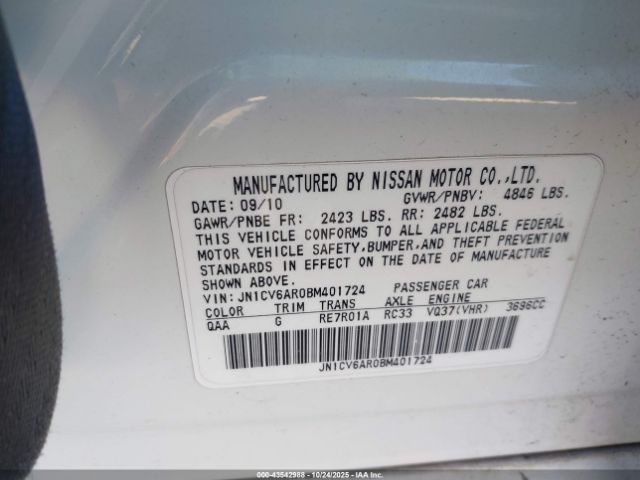 MANUFACTURED BY NISSAN MOTOR CO.,LTD.
DATE: 09/10 GVWR/PNBV: 4846 LBS.
GAWR/PNBE FR: 2423 LBS. RR: 2482 LBS.
THIS VEHICLE CONFORMS TO ALL APPLICABLE FEDERAL
MOTOR VEHICLE SAFETY,BUMPER,AND THEFT PREVENTION
STANDARDS IN EFFECT ON THE DATE OF MANUFACTURE
SHOWN ABOVE.
VIN: JN1CV6AR0BM401724 PASSENGER CAR
COLOR TRIM TRANS AXLE ENGINE
QAA G RE7R01A RC33 VQ37(VHR) 3696CC
JN1CV6AR0BM401724
000-43542988 - 10/24/2025 - IAAI.com